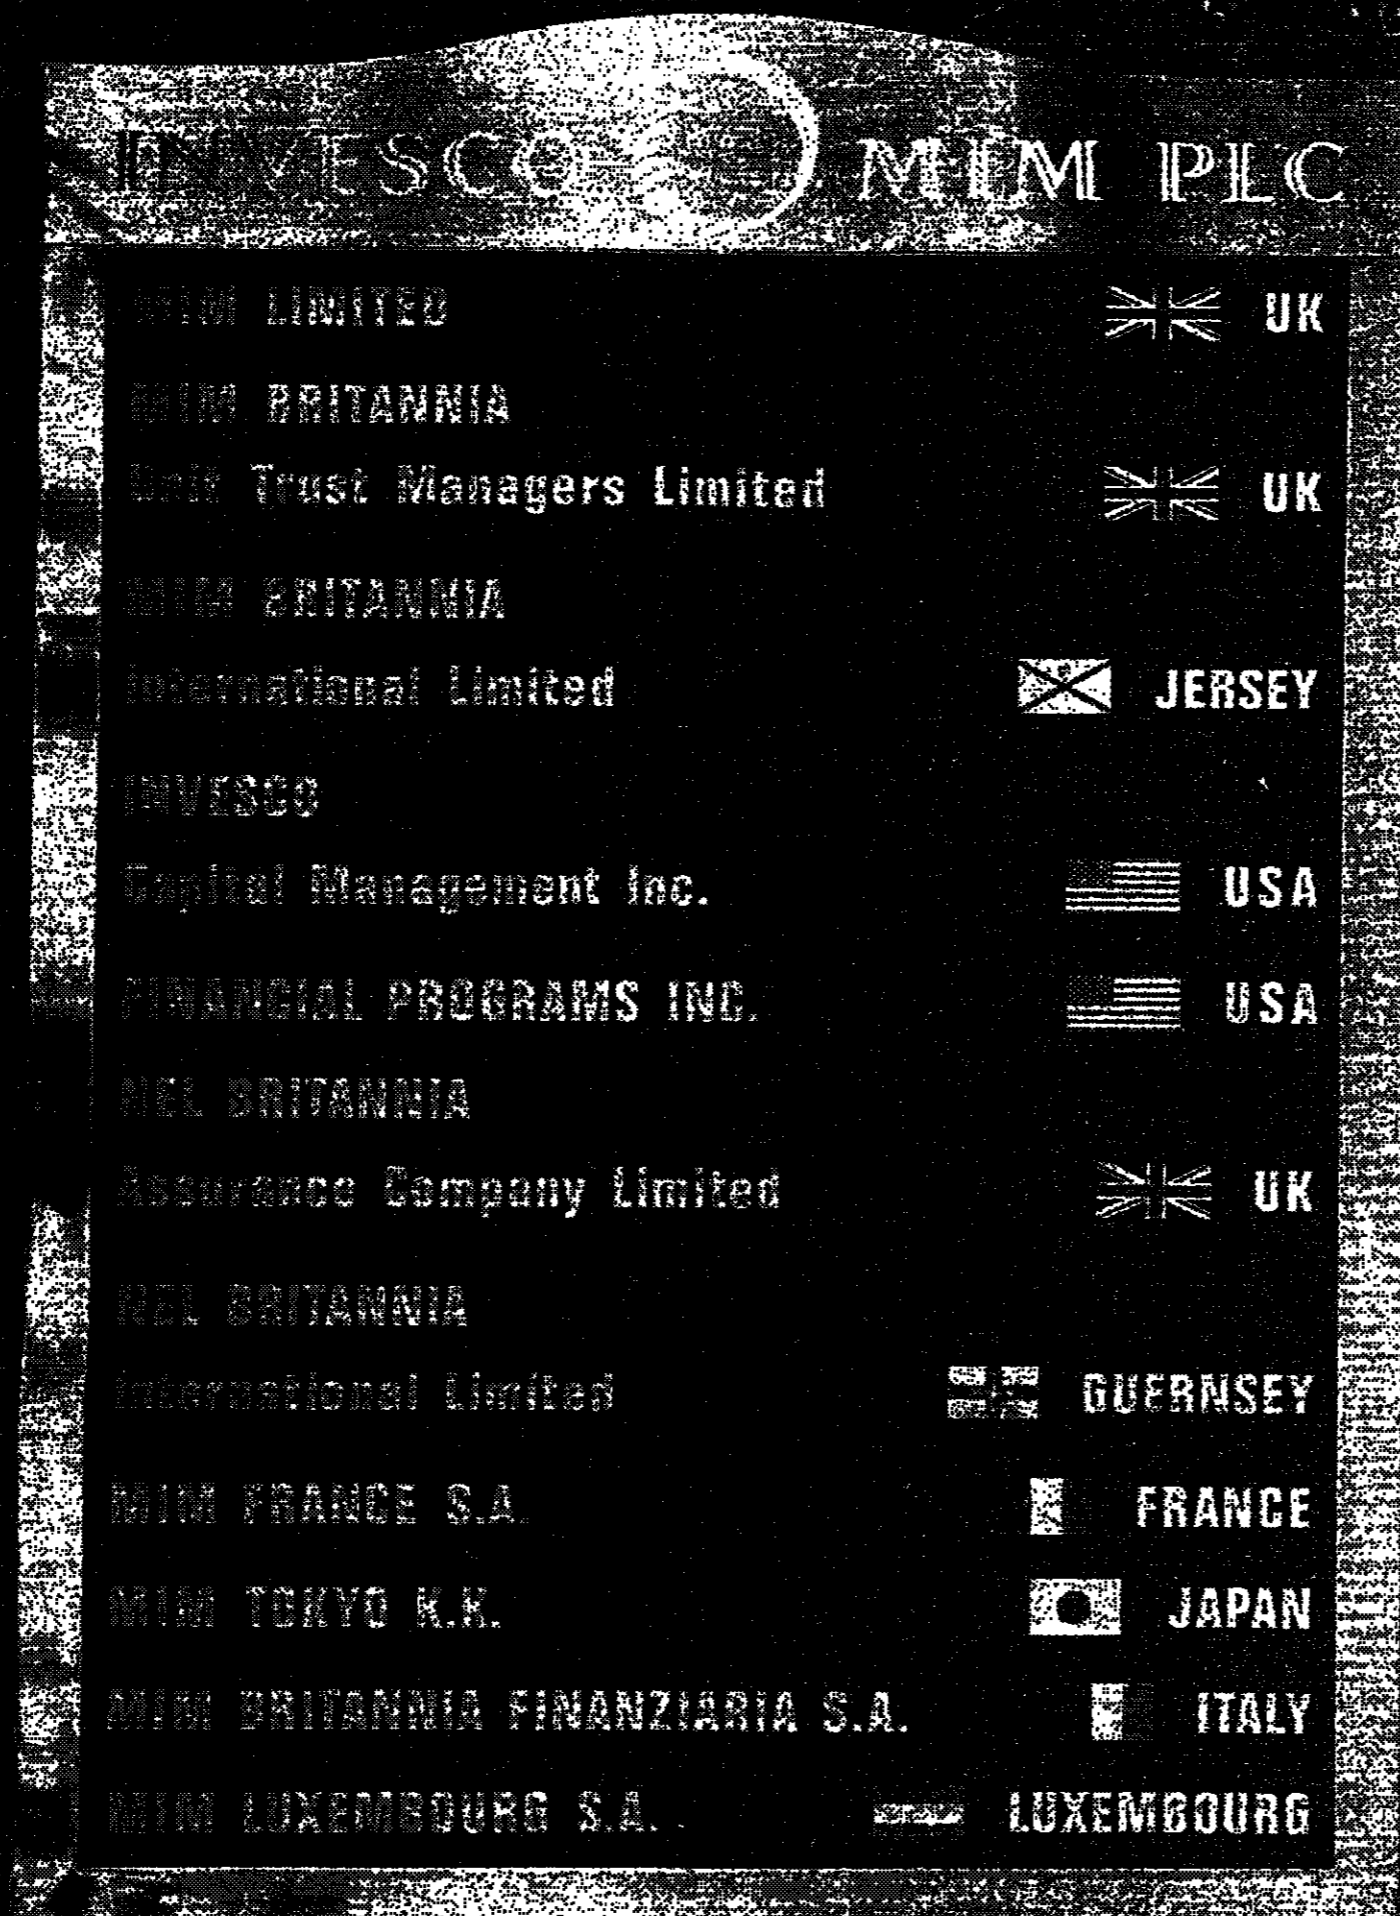 INVESCO MIM PLC
MIM LIMITED UK
MIM BRITANNIA
Unit Trust Managers Limited UK
MIM BRITANNIA
International Limited JERSEY
INVESCO
Capital Management Inc. USA
FINANCIAL PROGRAMS INC. USA
NEL BRITANNIA
Assurance Company Limited UK
NEL BRITANNIA
International Limited GUERNSEY
MIM FRANCE S.A. FRANCE
MIM TOKYO K.K. JAPAN
MIM BRITANNIA FINANZIARIA S.A. ITALY
MIM LUXEMBOURG S.A. LUXEMBOURG